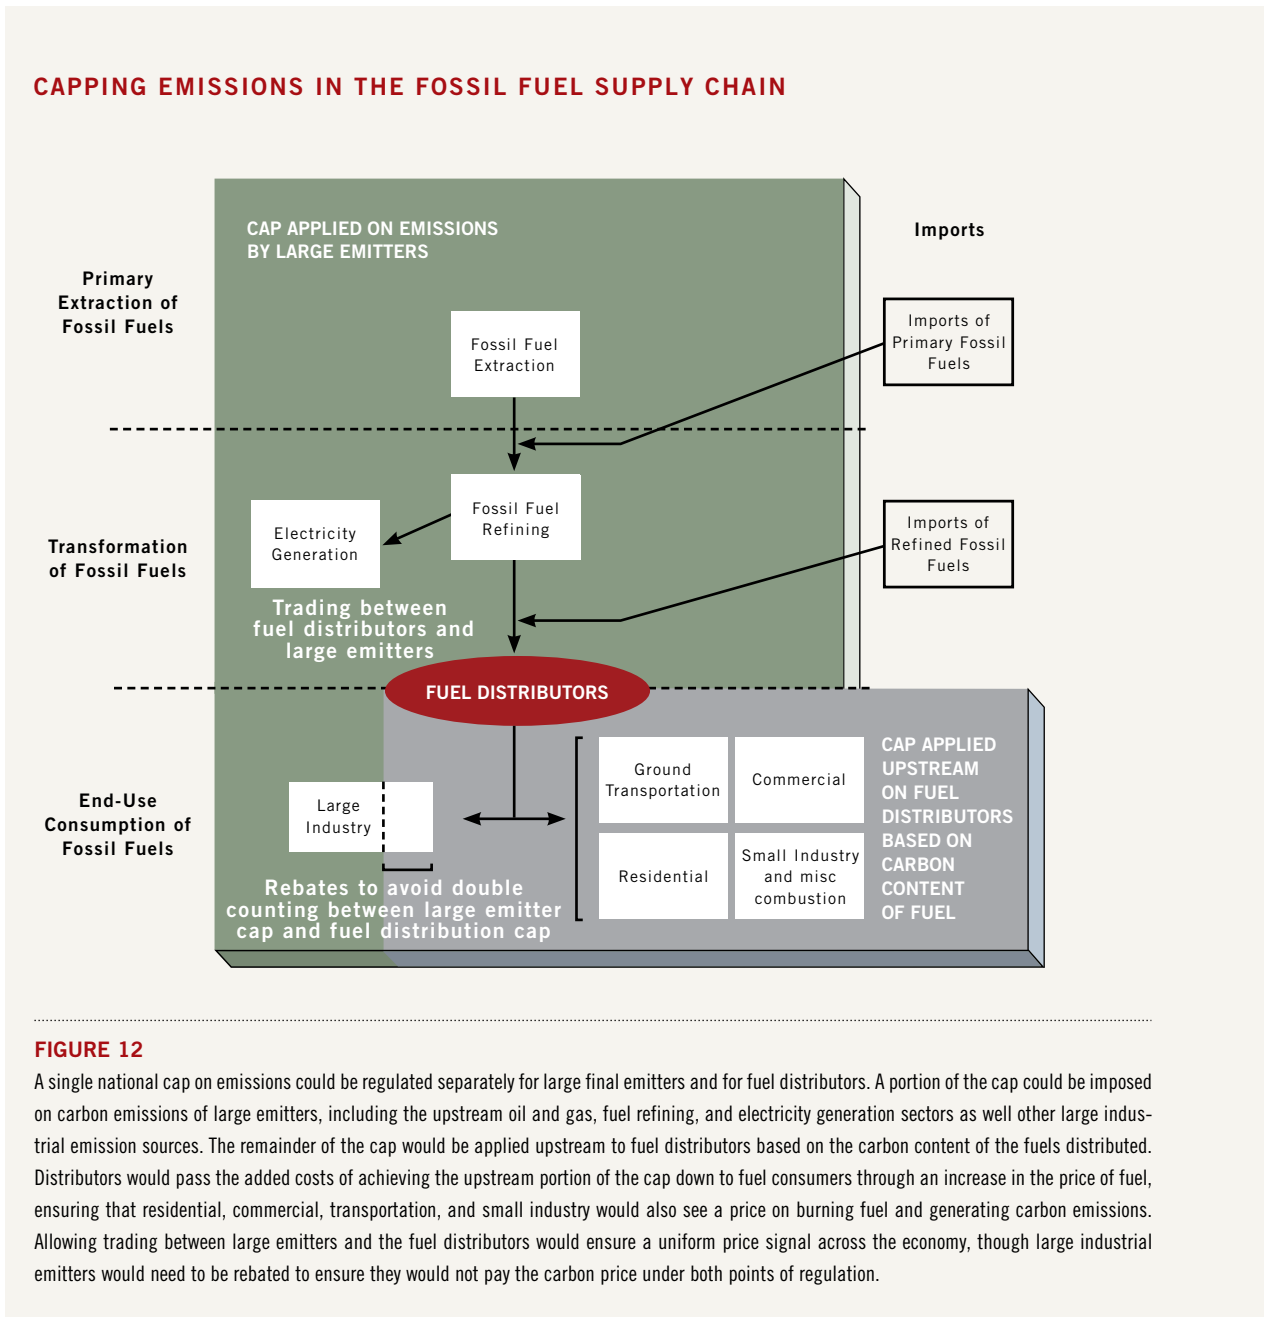 CAPPING EMISSIONS IN THE FOSSIL FUEL SUPPLY CHAIN
CAP APPLIED ON EMISSIONS
BY LARGE EMITTERS
Imports
Primary
Extraction of
Fossil Fuels
Fossil Fuel
Extraction
Imports of
Primary Fossil
Fuels
Transformation
of Fossil Fuels
Electricity
Generation
Fossil Fuel
Refining
Imports of
Refined Fossil
Fuels
Trading between
fuel distributors and
large emitters
FUEL DISTRIBUTORS
End-Use
Consumption of
Fossil Fuels
Large
Industry
Ground
Transportation
Commercial
Residential
Small Industry
and misc
combustion
CAP APPLIED
UPSTREAM
ON FUEL
DISTRIBUTORS
BASED ON
CARBON
CONTENT
OF FUEL
Rebates to avoid double
counting between large emitter
cap and fuel distribution cap
FIGURE 12
A single national cap on emissions could be regulated separately for large final emitters and for fuel distributors. A portion of the cap could be imposed
on carbon emissions of large emitters, including the upstream oil and gas, fuel refining, and electricity generation sectors as well other large indus-
trial emission sources. The remainder of the cap would be applied upstream to fuel distributors based on the carbon content of the fuels distributed.
Distributors would pass the added costs of achieving the upstream portion of the cap down to fuel consumers through an increase in the price of fuel,
ensuring that residential, commercial, transportation, and small industry would also see a price on burning fuel and generating carbon emissions.
Allowing trading between large emitters and the fuel distributors would ensure a uniform price signal across the economy, though large industrial
emitters would need to be rebated to ensure they would not pay the carbon price under both points of regulation.